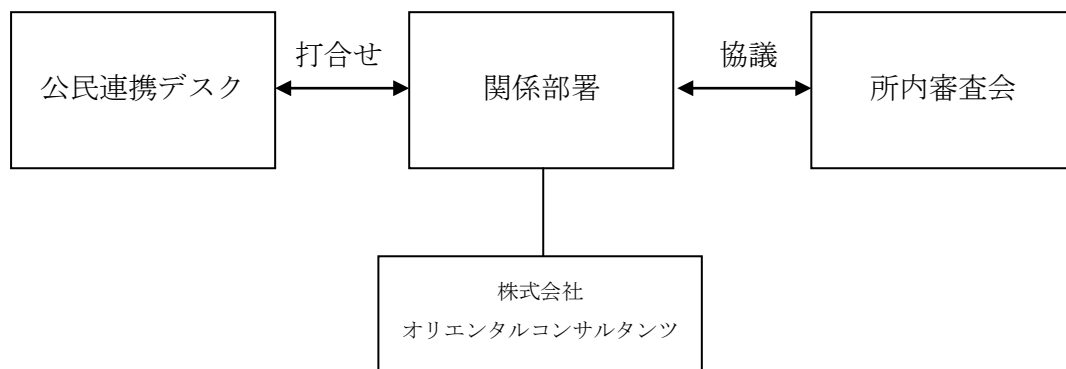 打合せ
協議
公民連携デスク
関係部署
所内審査会
株式会社
オリエンタルコンサルタンツ